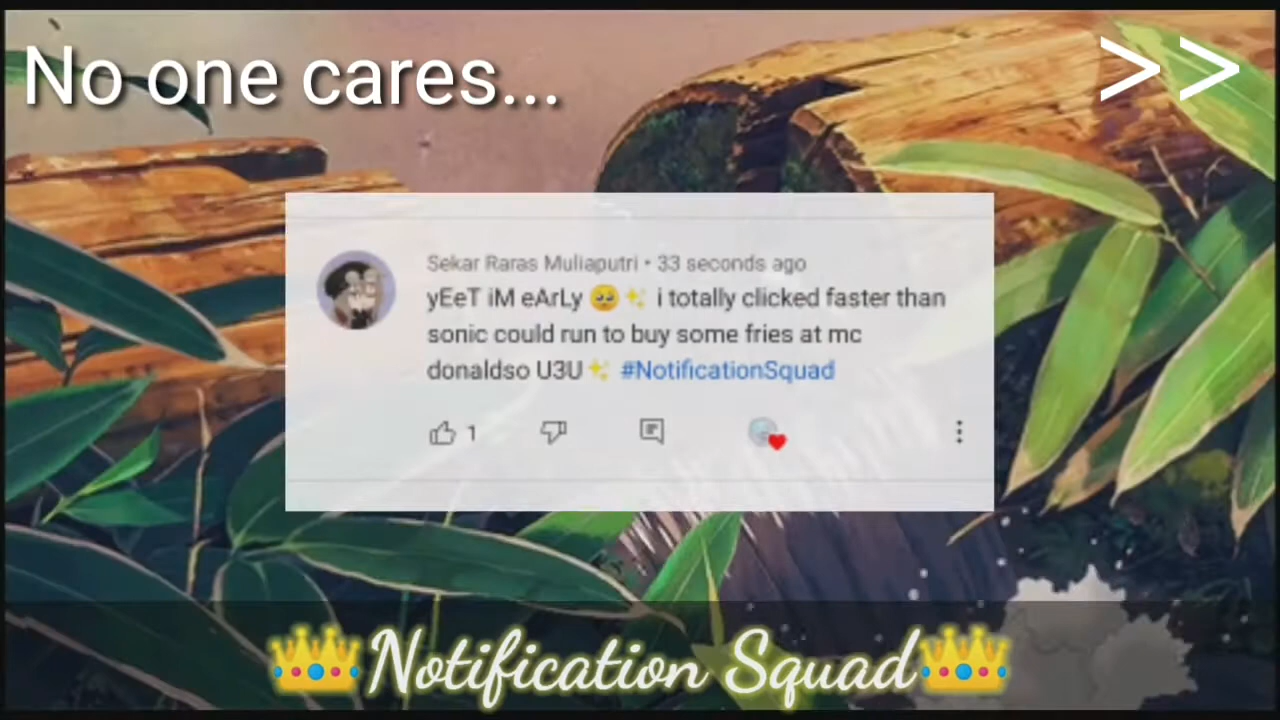 No one cares...
>>
Sekar Raras Muliaputri • 33 seconds ago
yEeT iM eArLy 🥺✨ i totally clicked faster than
sonic could run to buy some fries at mc
donaldso U3U✨ #NotificationSquad
1
👑Notification Squad👑